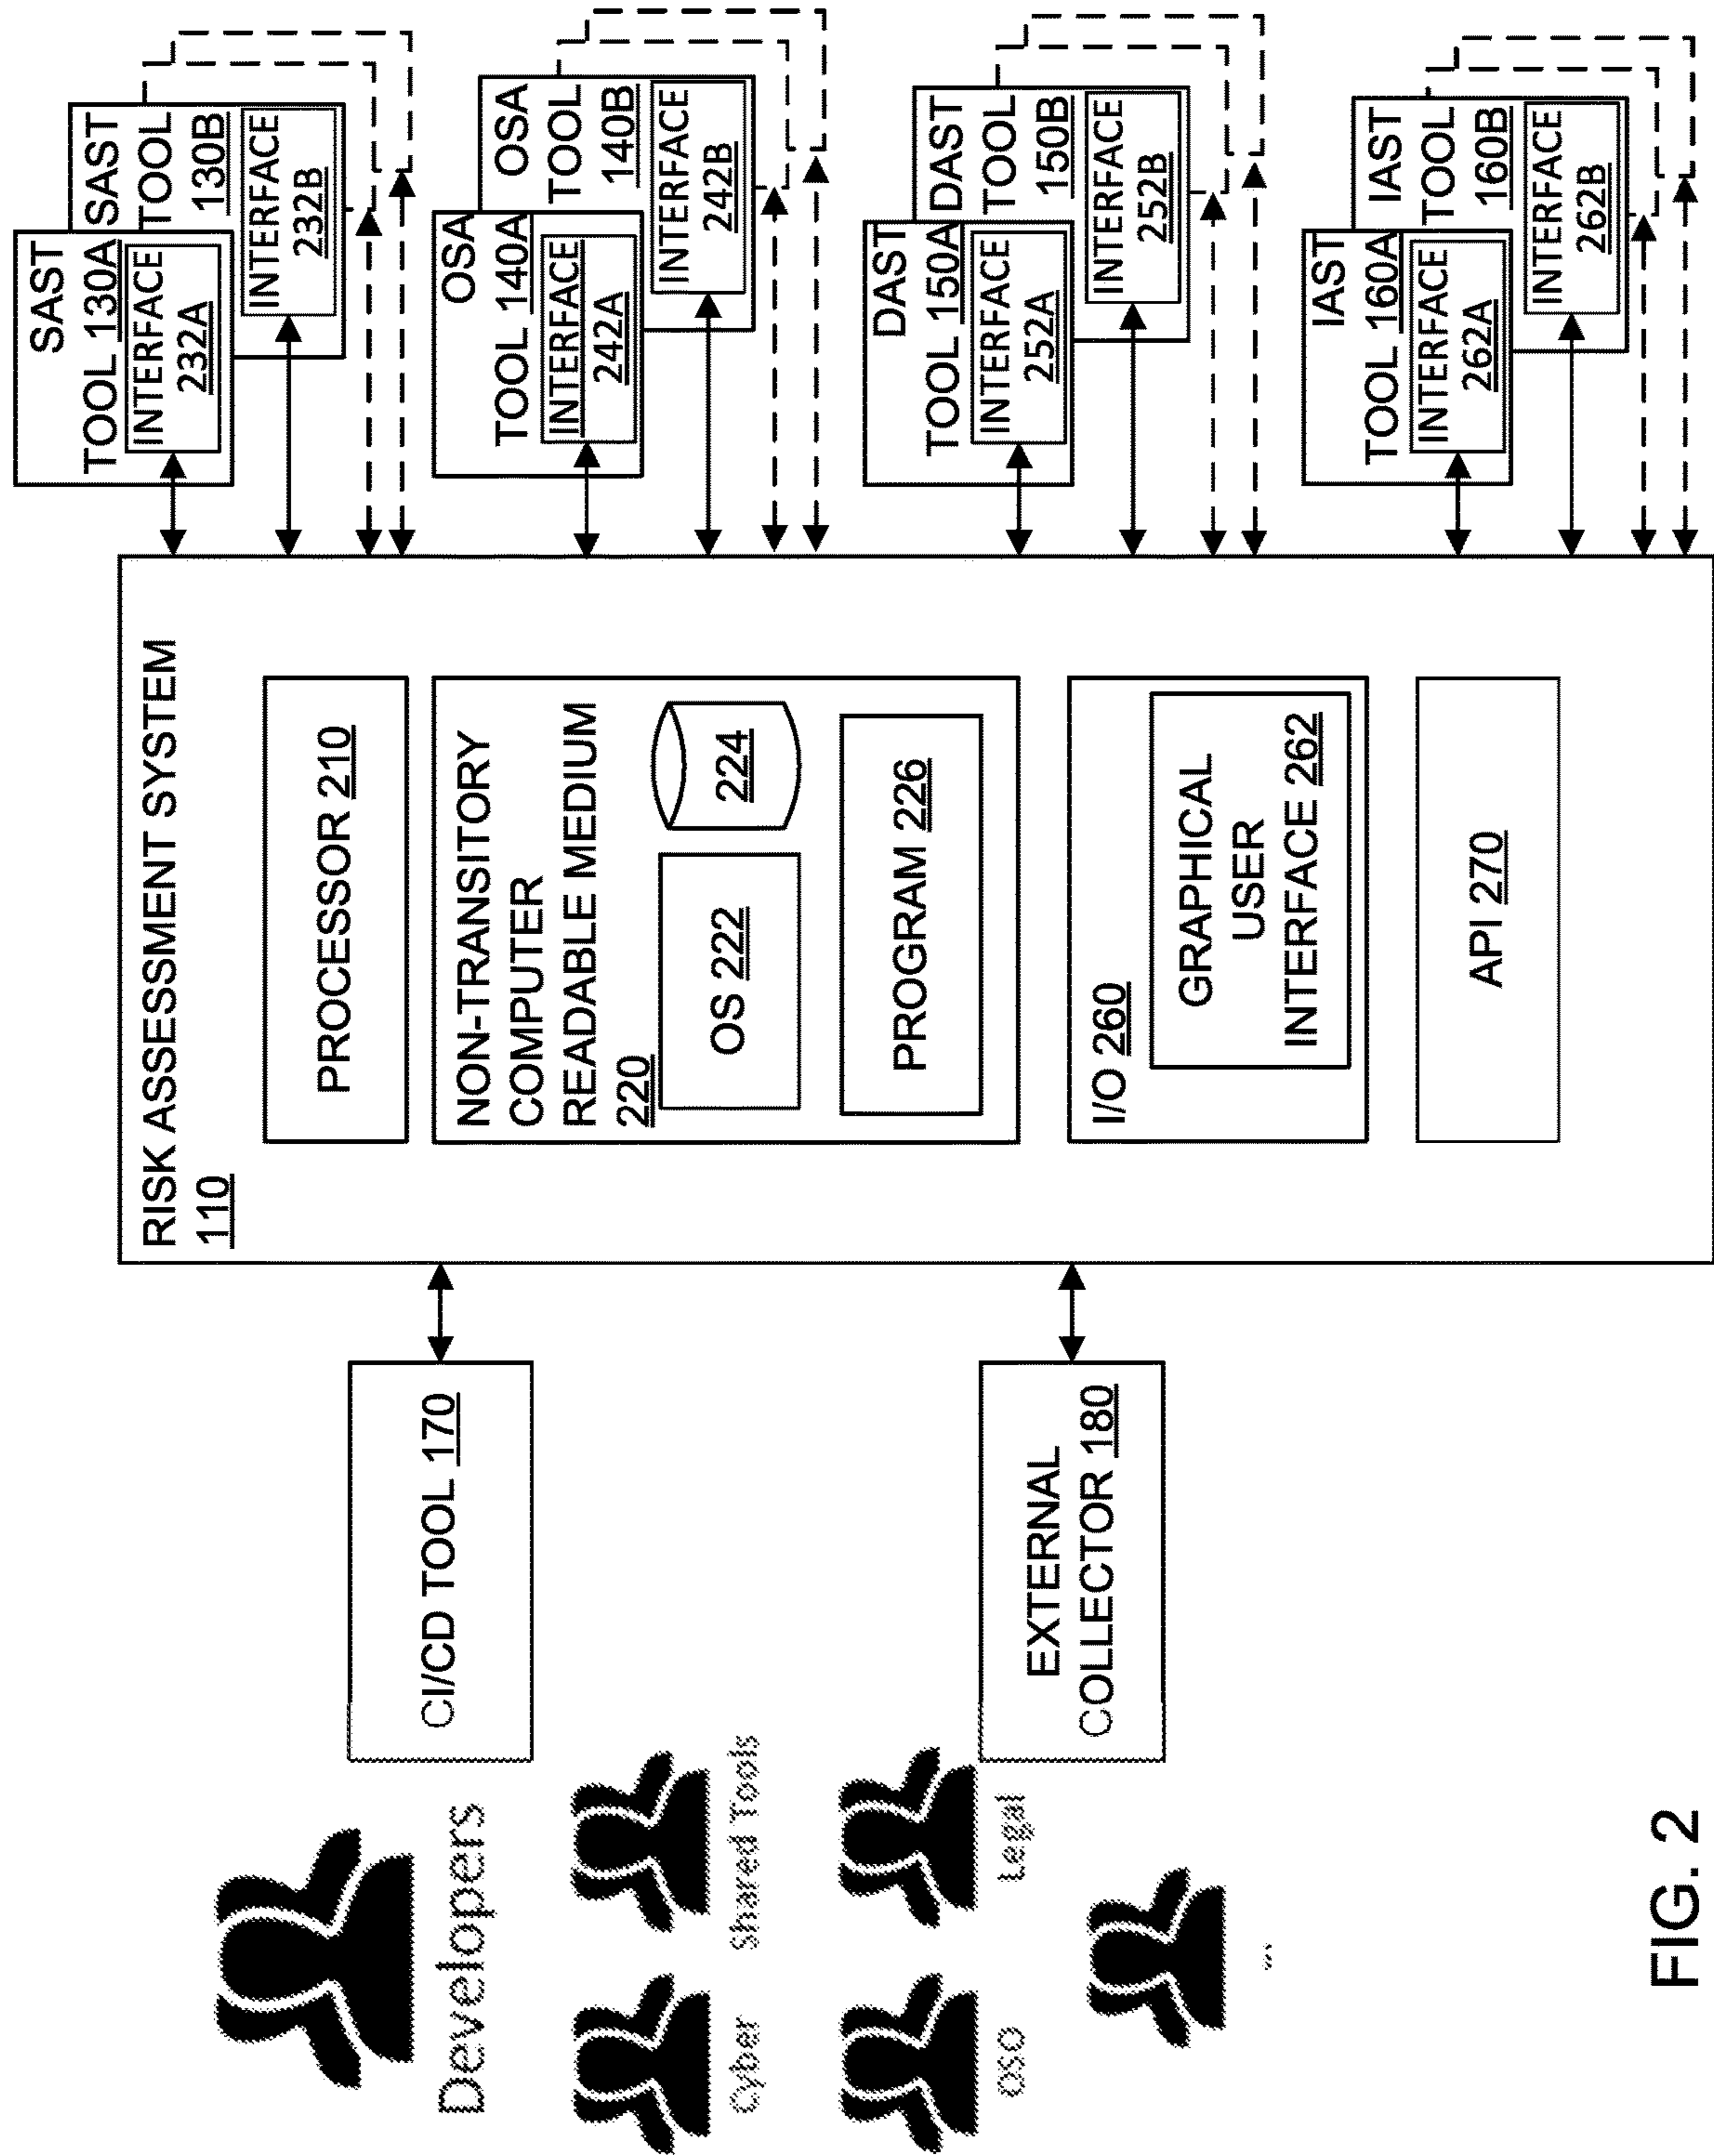 Developers
Cyber
Shared Tools
OSO
Legal
...
CI/CD TOOL 170
EXTERNAL
COLLECTOR 180
RISK ASSESSMENT SYSTEM
110
PROCESSOR 210
NON-TRANSITORY
COMPUTER
READABLE MEDIUM
220
OS 222
224
PROGRAM 226
I/O 260
GRAPHICAL
USER
INTERFACE 262
API 270
SAST
TOOL 130A
INTERFACE
232A
SAST
TOOL
130B
INTERFACE
232B
OSA
TOOL 140A
INTERFACE
242A
OSA
TOOL
140B
INTERFACE
242B
DAST
TOOL 150A
INTERFACE
252A
DAST
TOOL
150B
INTERFACE
252B
IAST
TOOL 160A
INTERFACE
262A
IAST
TOOL
160B
INTERFACE
262B
FIG. 2